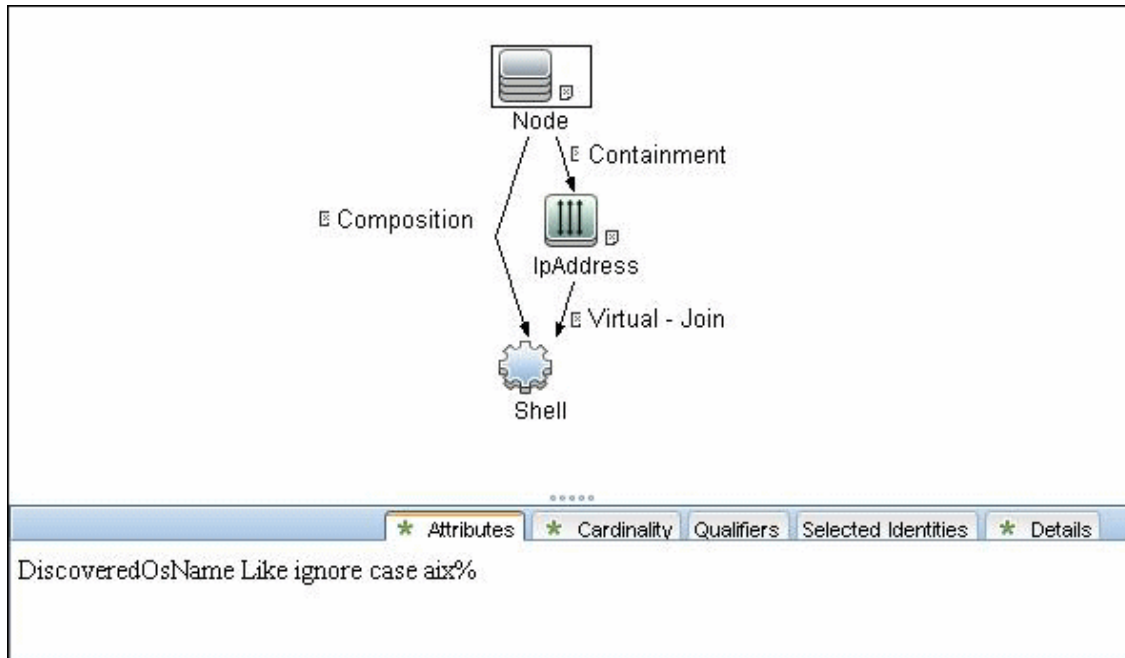 Node
Containment
Composition
IpAddress
Virtual - Join
Shell
Attributes Cardinality Qualifiers Selected Identities Details
DiscoveredOsName Like ignore case aix%